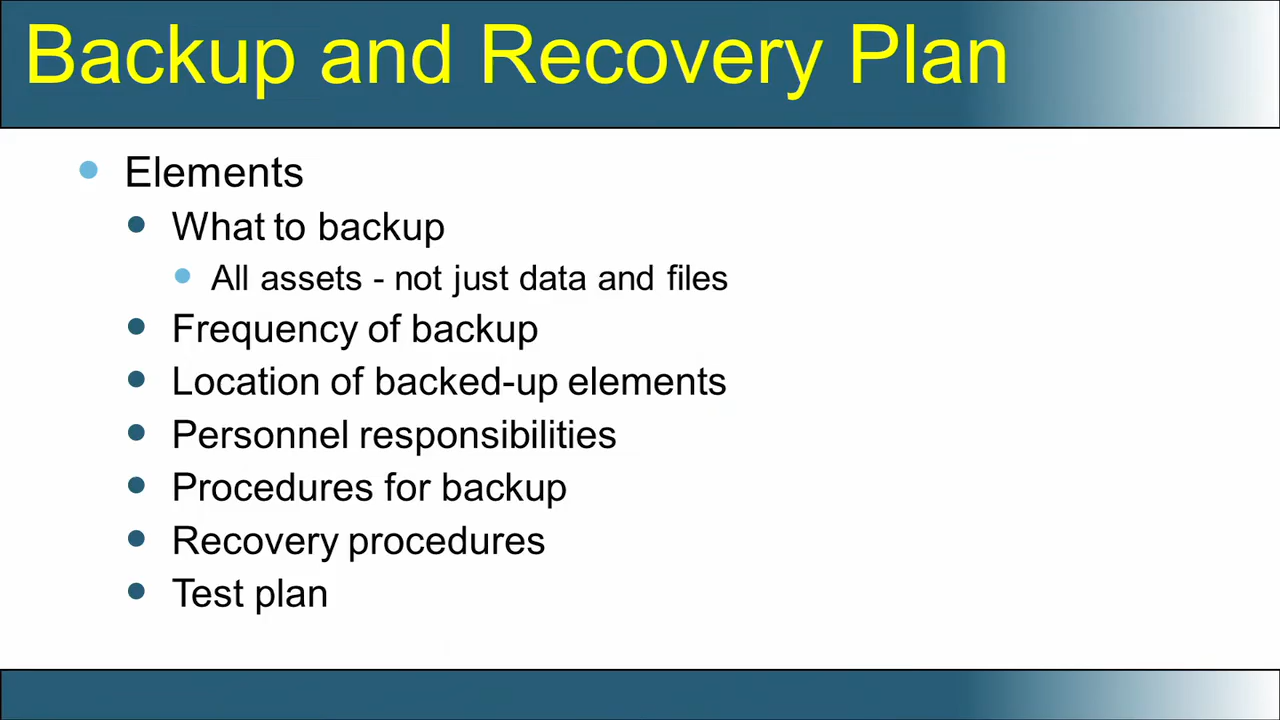 Backup and Recovery Plan
Elements
What to backup
All assets - not just data and files
Frequency of backup
Location of backed-up elements
Personnel responsibilities
Procedures for backup
Recovery procedures
Test plan